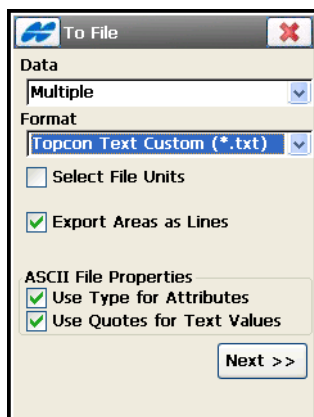 To File
Data
Multiple
Format
Topcon Text Custom (*.txt)
Select File Units
Export Areas as Lines
ASCII File Properties
Use Type for Attributes
Use Quotes for Text Values
Next >>